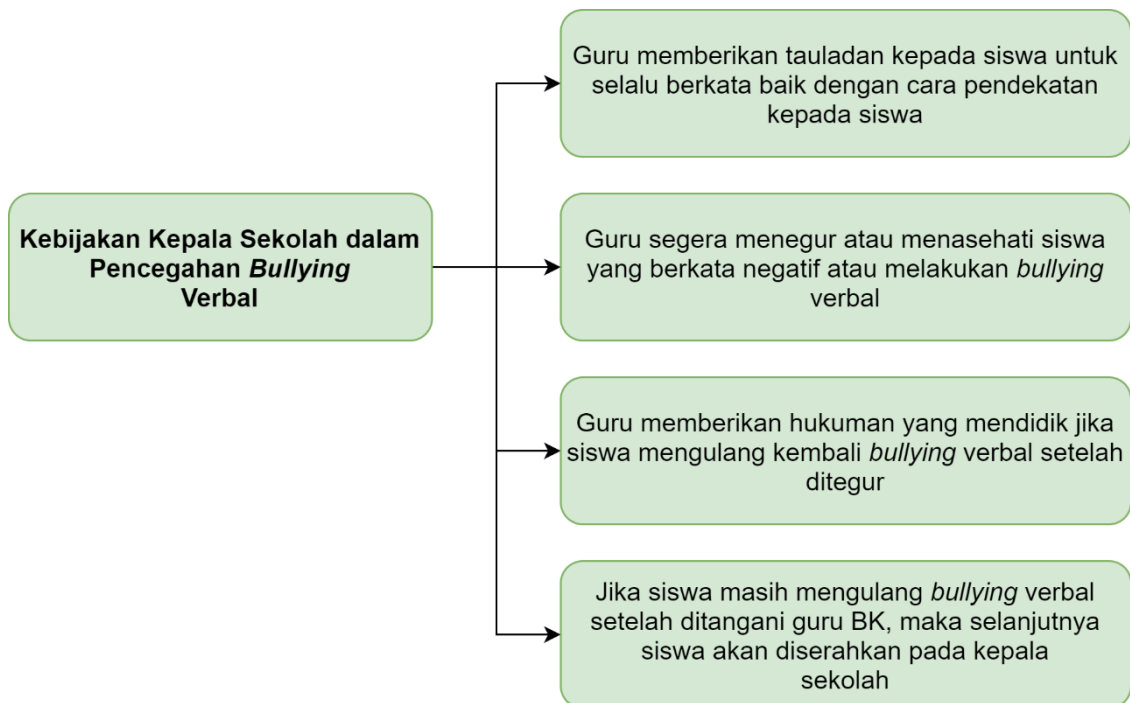 Kebijakan Kepala Sekolah dalam
Pencegahan Bullying
Verbal
Guru memberikan tauladan kepada siswa untuk
selalu berkata baik dengan cara pendekatan
kepada siswa
Guru segera menegur atau menasehati siswa
yang berkata negatif atau melakukan bullying
verbal
Guru memberikan hukuman yang mendidik jika
siswa mengulang kembali bullying verbal setelah
ditegur
Jika siswa masih mengulang bullying verbal
setelah ditangani guru BK, maka selanjutnya
siswa akan diserahkan pada kepala
sekolah